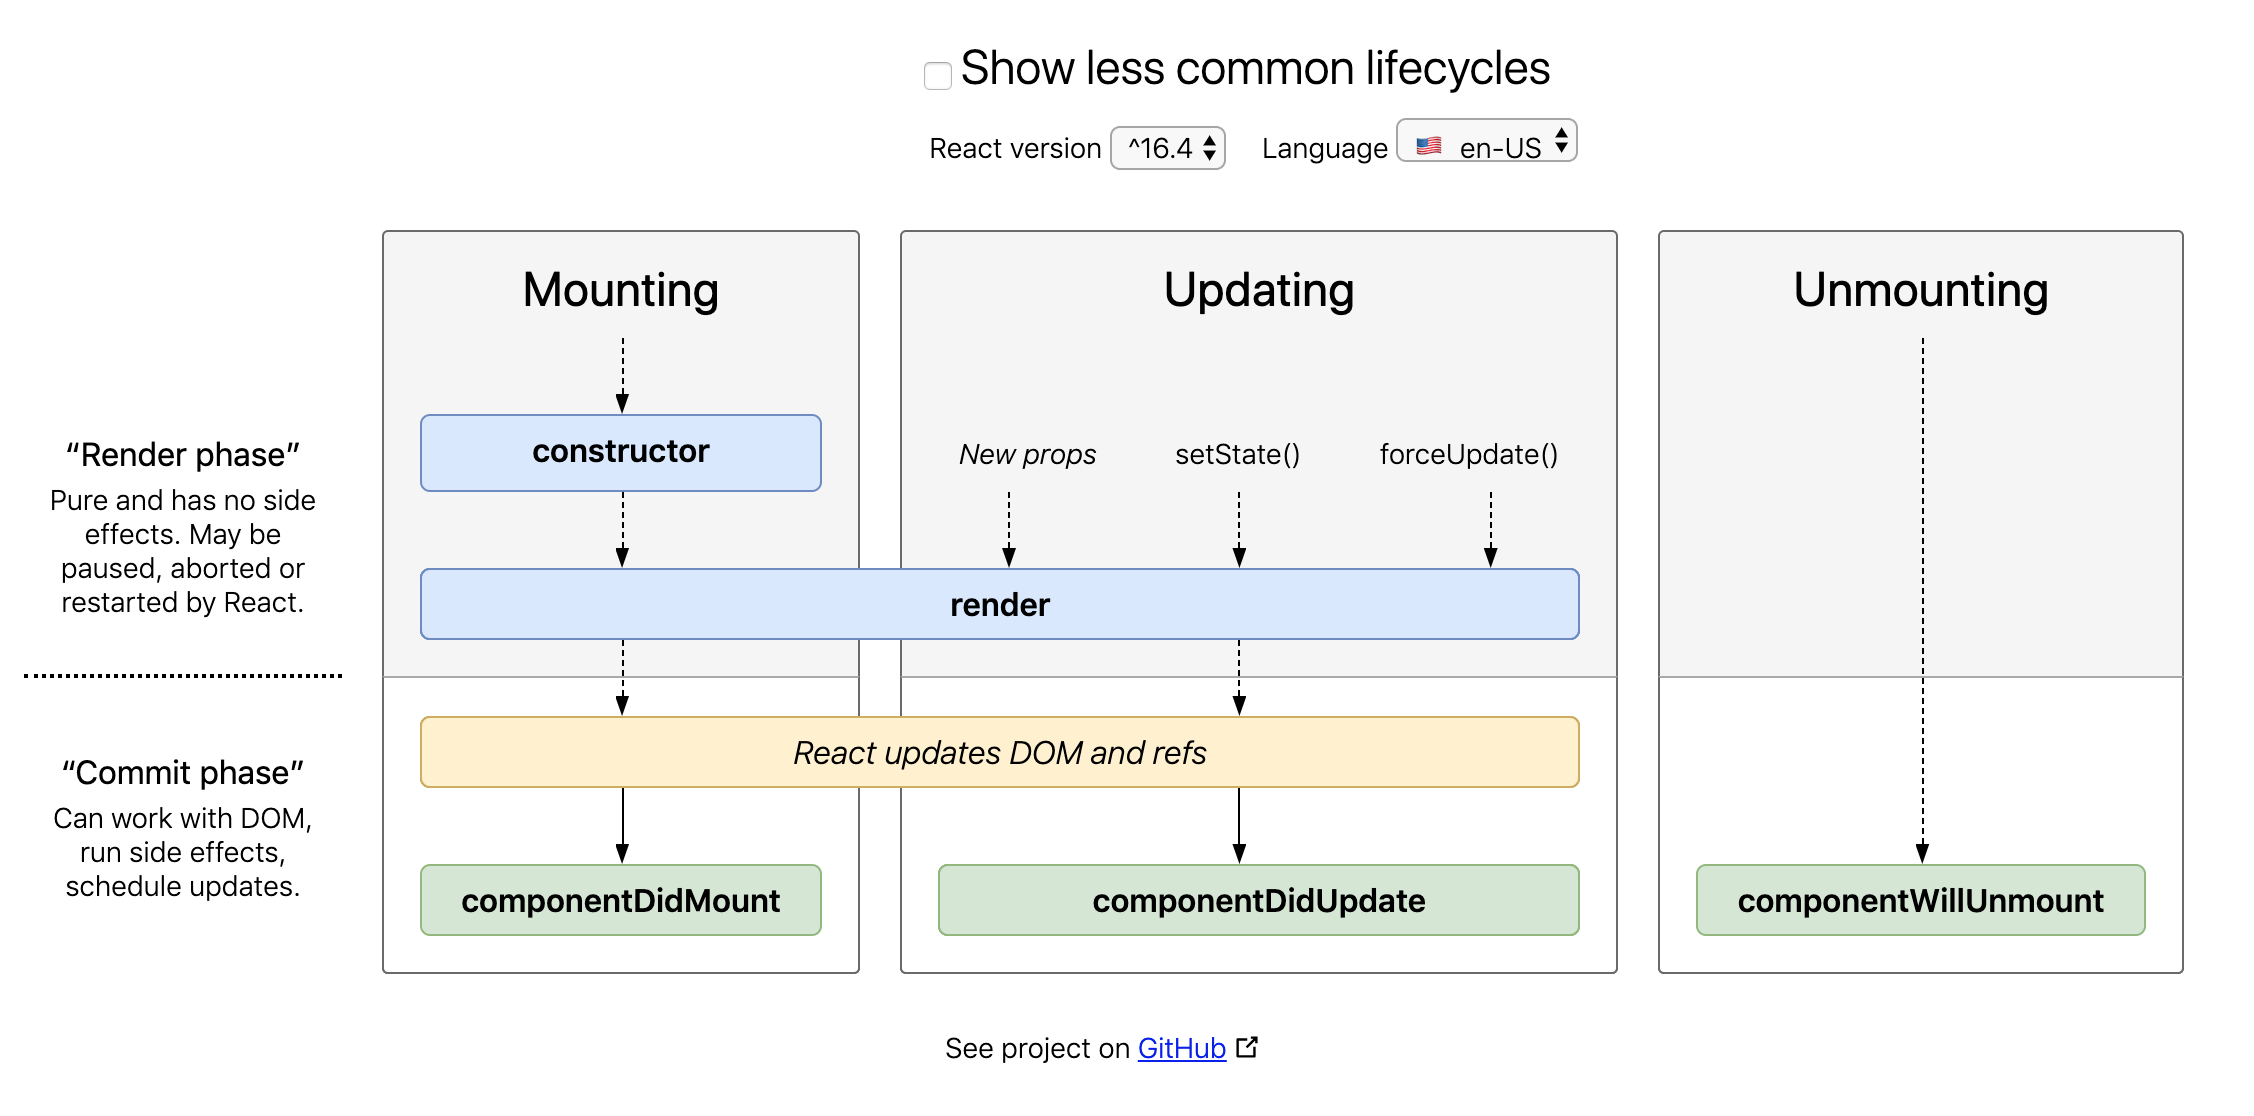 Show less common lifecycles
React version ^16.4 Language 🇺🇸 en-US
Mounting
Updating
Unmounting
“Render phase”
Pure and has no side
effects. May be
paused, aborted or
restarted by React.
constructor
New props
setState()
forceUpdate()
render
“Commit phase”
Can work with DOM,
run side effects,
schedule updates.
React updates DOM and refs
componentDidMount
componentDidUpdate
componentWillUnmount
See project on GitHub